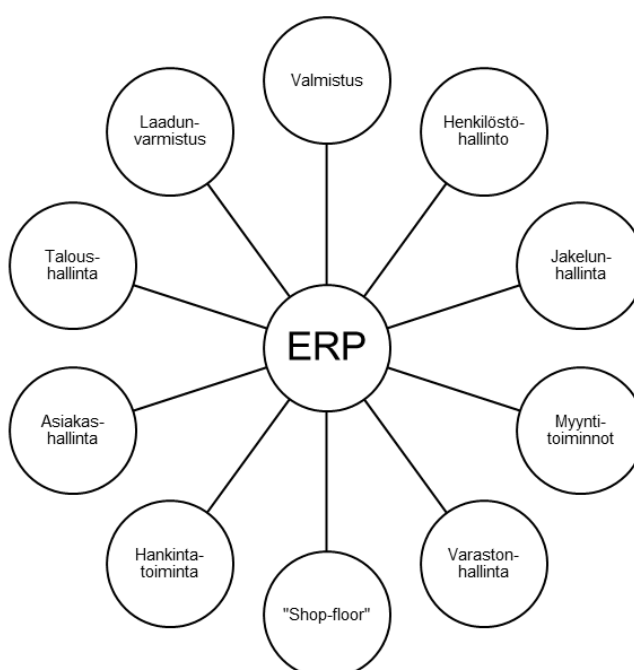 Valmistus
Laadun-
varmistus
Henkilöstö-
hallinto
Talous-
hallinta
Jakelun-
hallinta
ERP
Asiakas-
hallinta
Myynti-
toiminnot
Hankinta-
toiminta
Varaston-
hallinta
"Shop-floor"